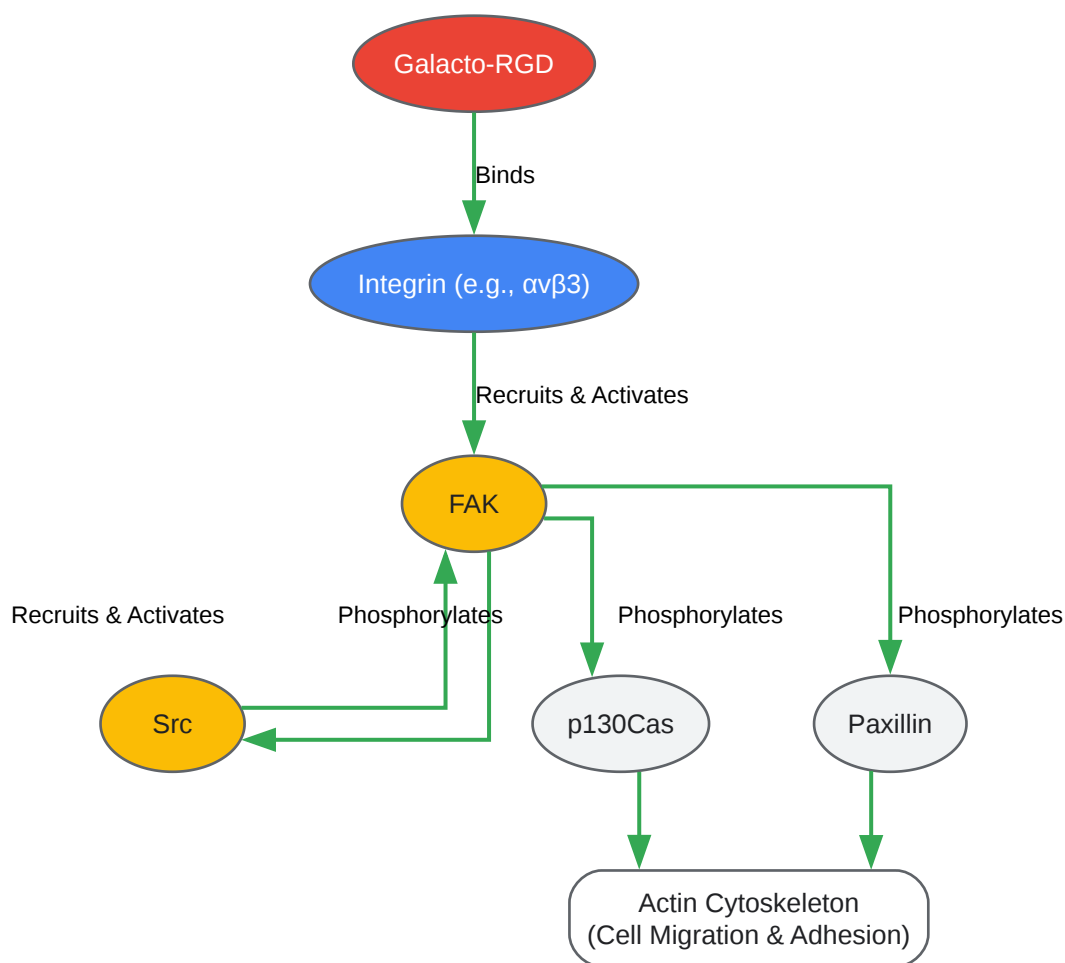 Galacto-RGD
Binds
Integrin (e.g., αvβ3)
Recruits & Activates
FAK
Recruits & Activates
Phosphorylates
Phosphorylates
Phosphorylates
Src
p130Cas
Paxillin
Actin Cytoskeleton
(Cell Migration & Adhesion)